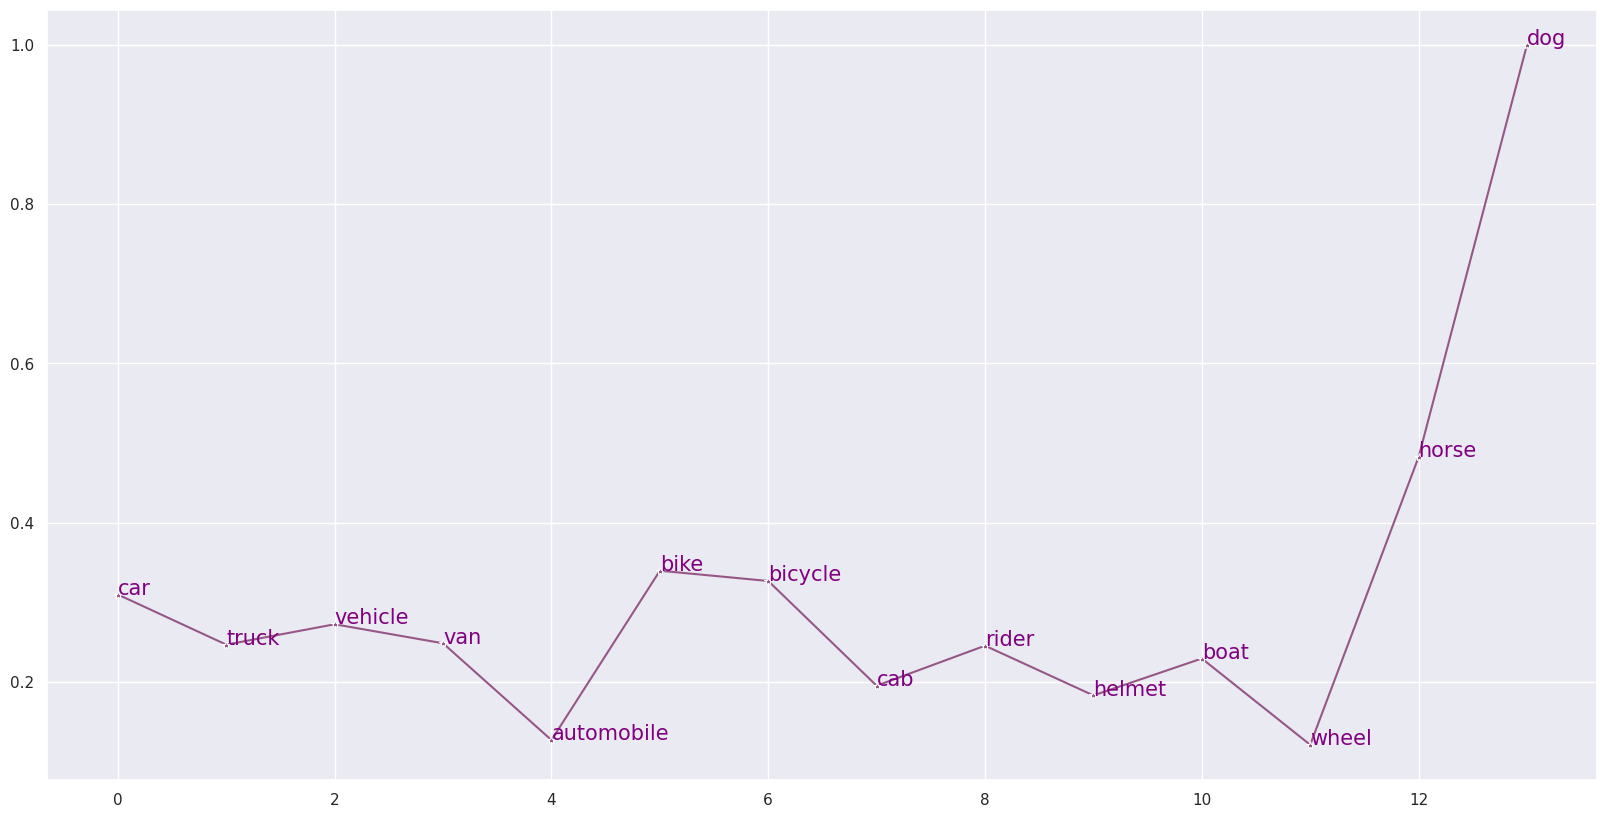 1.0
0.8
0.6
0.4
0.2
dog
horse
bike
bicycle
car
vehicle
truck
van
rider
boat
cab
helmet
automobile
wheel
0 2 4 6 8 10 12